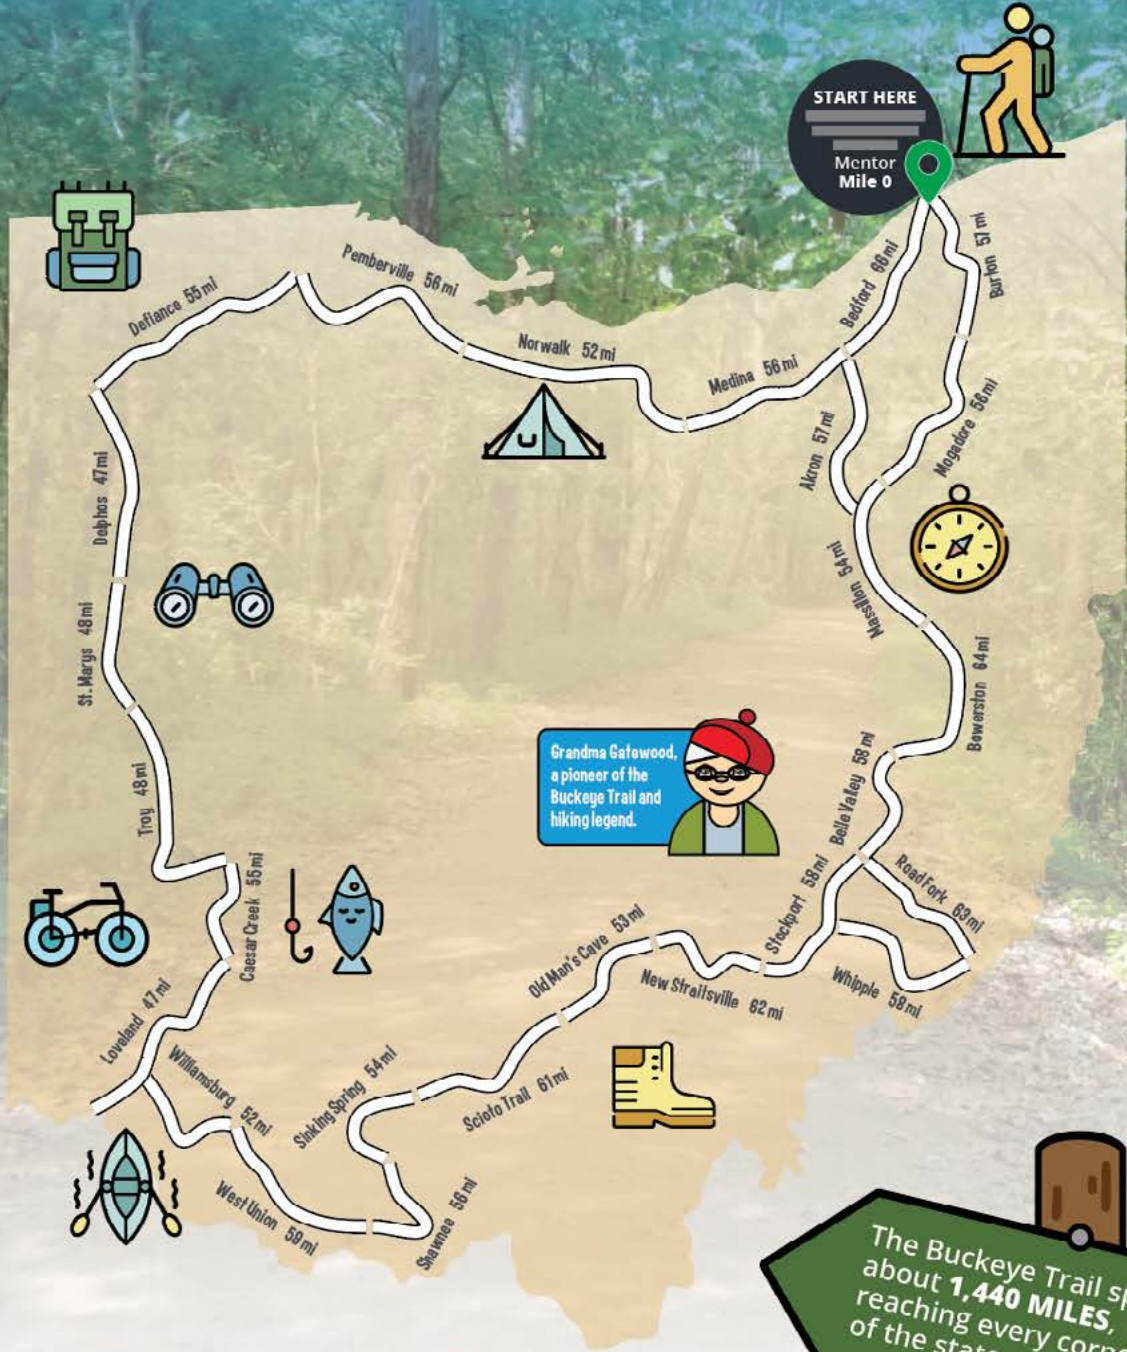 START HERE
Mentor
Mile 0
Bedford 66 mi
Burton 57 mi
Pemberville 56 mi
Defiance 55 mi
Norwalk 52 mi
Medina 56 mi
Akron 57 mi
Mogadore 56 mi
Delphos 47 mi
Massillon 54 mi
St. Marys 48 mi
Bowerston 64 mi
Grandma Gatewood,
a pioneer of the
Buckeye Trail and
hiking legend.
Belle Valley 58 mi
Troy 48 mi
Caesar Creek 55 mi
Stockport 58 mi
Road Fork 63 mi
Old Man's Cave 53 mi
New Straitsville 62 mi
Whipple 58 mi
Loveland 47 mi
Williamsburg 52 mi
Sinking Spring 54 mi
Scioto Trail 61 mi
West Union 59 mi
Shawnee 56 mi
The Buckeye Trail sp
about 1,440 MILES,
reaching every corn
of the stat